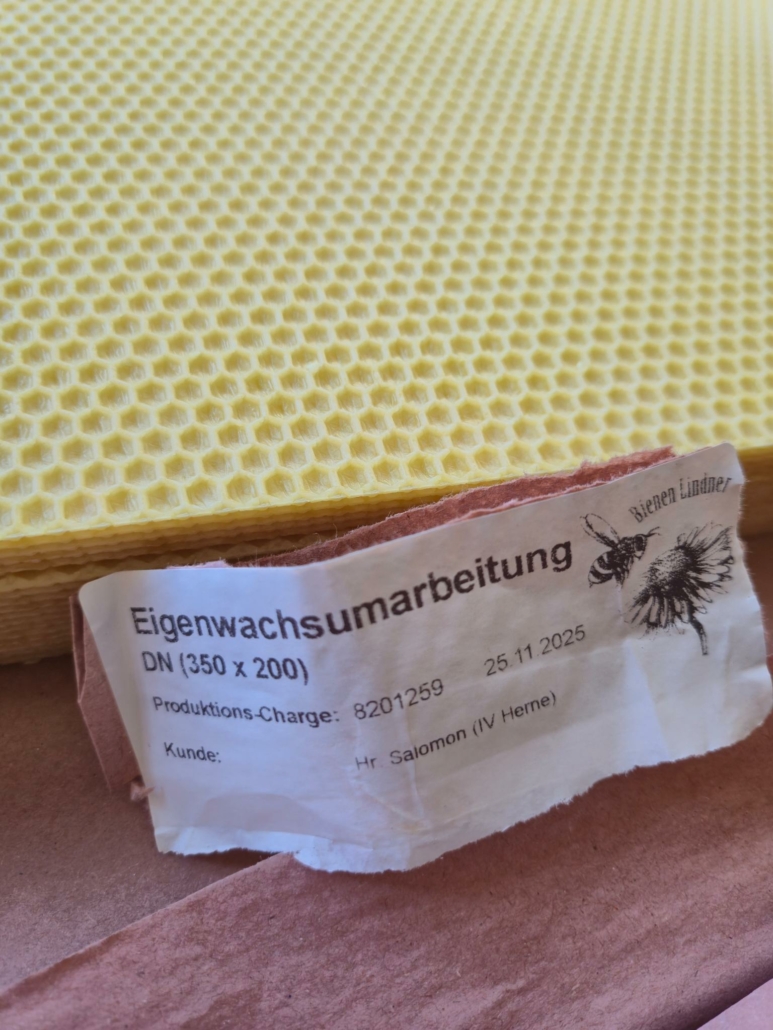 Bienen Lindner
Eigenwachsumarbeitung
DN (350 x 200)
25.11.2025
Produktions-Charge: 8201259
Kunde: Hr. Salomon (IV Herne)